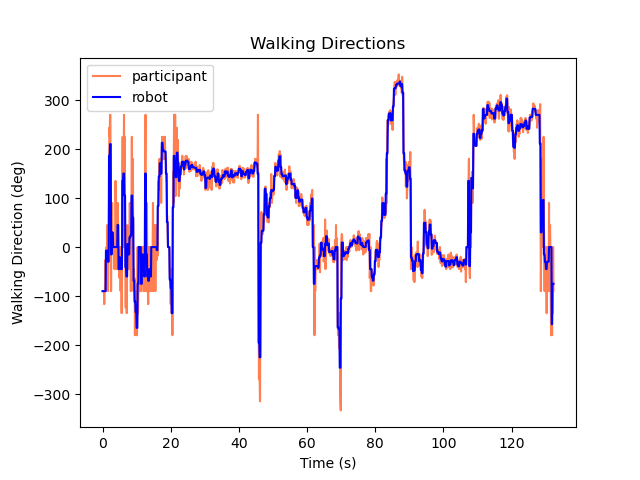 Walking Directions
participant
robot
Walking Direction (deg)
300
200
100
0
−100
−200
−300
0 20 40 60 80 100 120
Time (s)